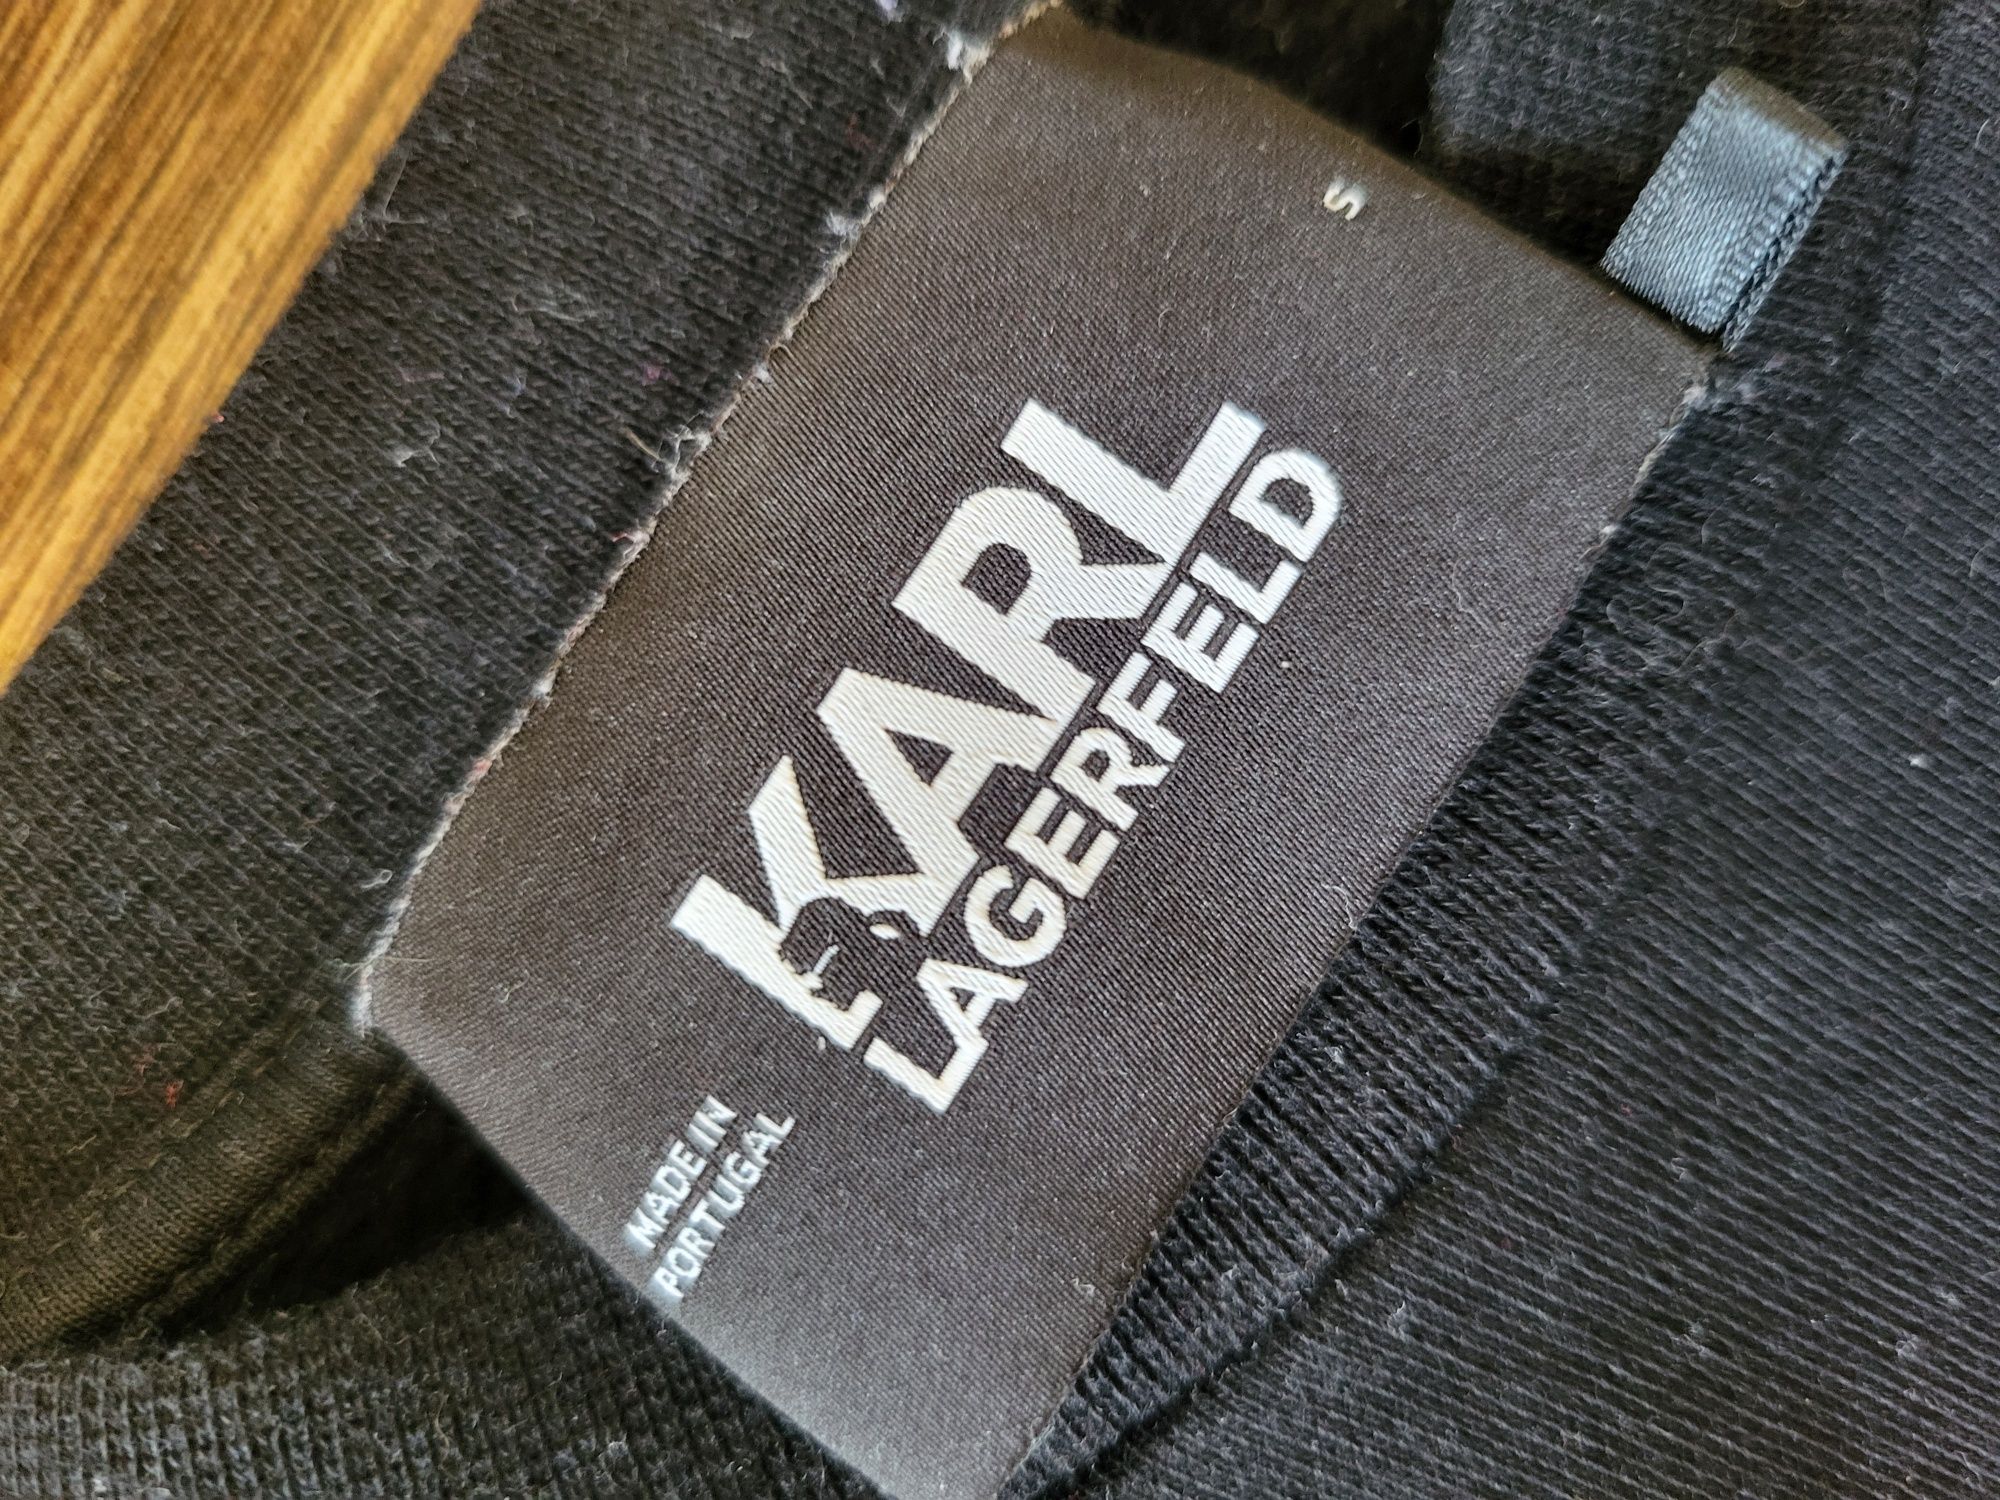 S
KARL
LAGERFELD
MADE IN
PORTUGAL